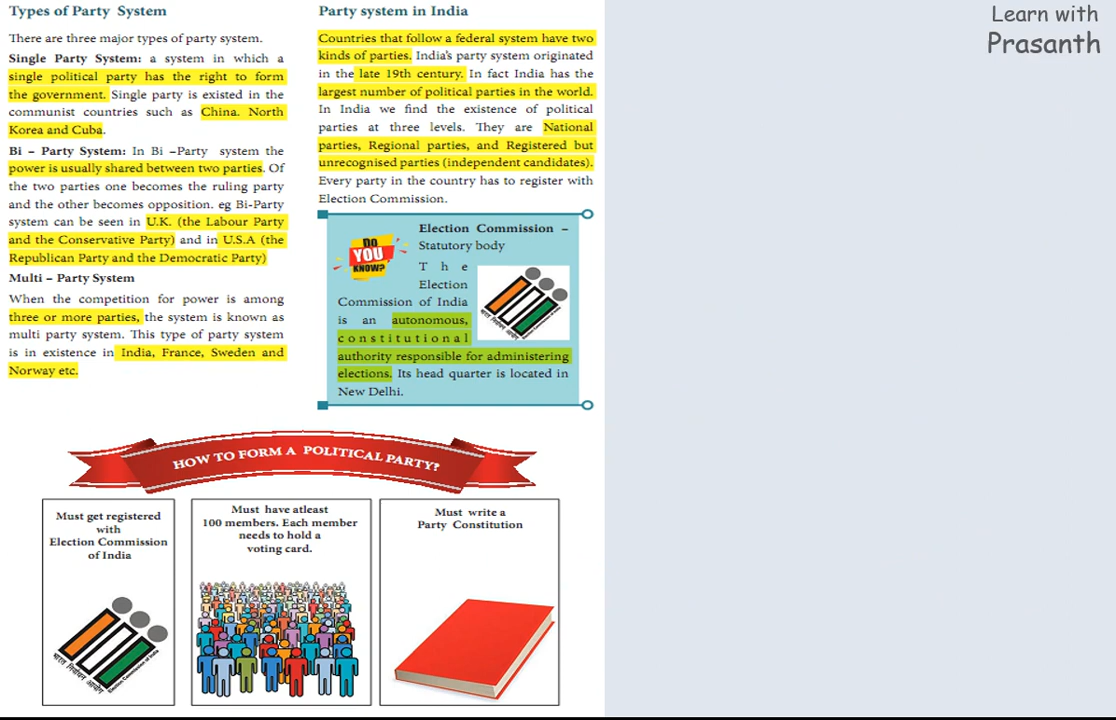 Types of Party System
There are three major types of party system.
Single Party System: a system in which a
single political party has the right to form
the government. Single party is existed in the
communist countries such as China. North
Korea and Cuba.
Bi – Party System: In Bi –Party system the
power is usually shared between two parties. Of
the two parties one becomes the ruling party
and the other becomes opposition. eg Bi-Party
system can be seen in U.K. (the Labour Party
and the Conservative Party) and in U.S.A (the
Republican Party and the Democratic Party)
Multi – Party System
When the competition for power is among
three or more parties, the system is known as
multi party system. This type of party system
is in existence in India, France, Sweden and
Norway etc.
Party system in India
Countries that follow a federal system have two
kinds of parties. India's party system originated
in the late 19th century. In fact India has the
largest number of political parties in the world.
In India we find the existence of political
parties at three levels. They are National
parties, Regional parties, and Registered but
unrecognised parties (independent candidates).
Every party in the country has to register with
Election Commission.
DO
YOU
KNOW?
Election Commission –
Statutory body
The
Election
Commission of India
is an autonomous,
constitutional
authority responsible for administering
elections. Its head quarter is located in
New Delhi.
भारत निर्वाचन आयोग
Election Commission of India
HOW TO FORM A POLITICAL PARTY?
Must get registered
with
Election Commission
of India
भारत निर्वाचन आयोग
Election Commission of India
Must have atleast
100 members. Each member
needs to hold a
voting card.
Must write a
Party Constitution
Learn with
Prasanth